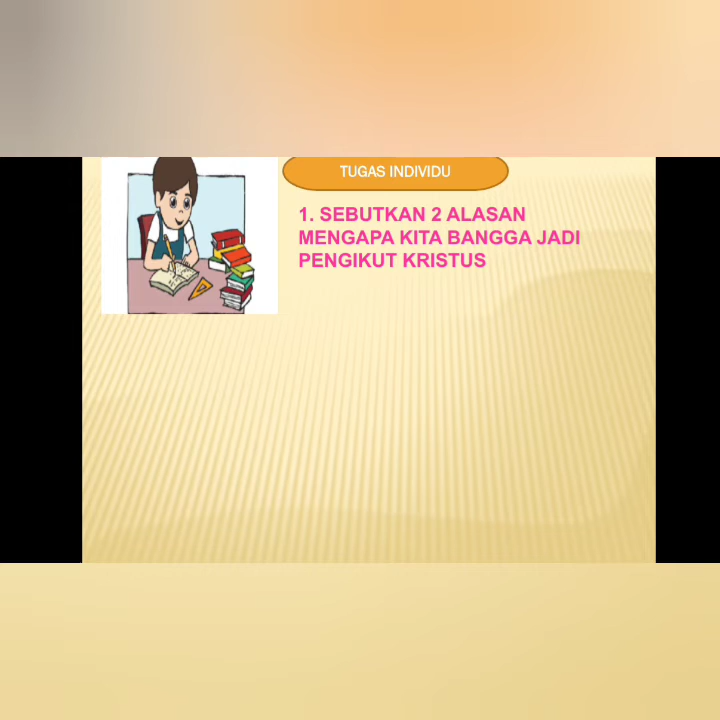 TUGAS INDIVIDU
1. SEBUTKAN 2 ALASAN
MENGAPA KITA BANGGA JADI
PENGIKUT KRISTUS